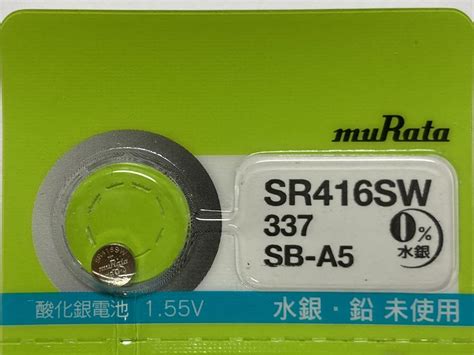 muRata
SR416SW
337
SB-A5
0%
水銀
muRata
酸化銀電池 1.55V
水銀・鉛 未使用